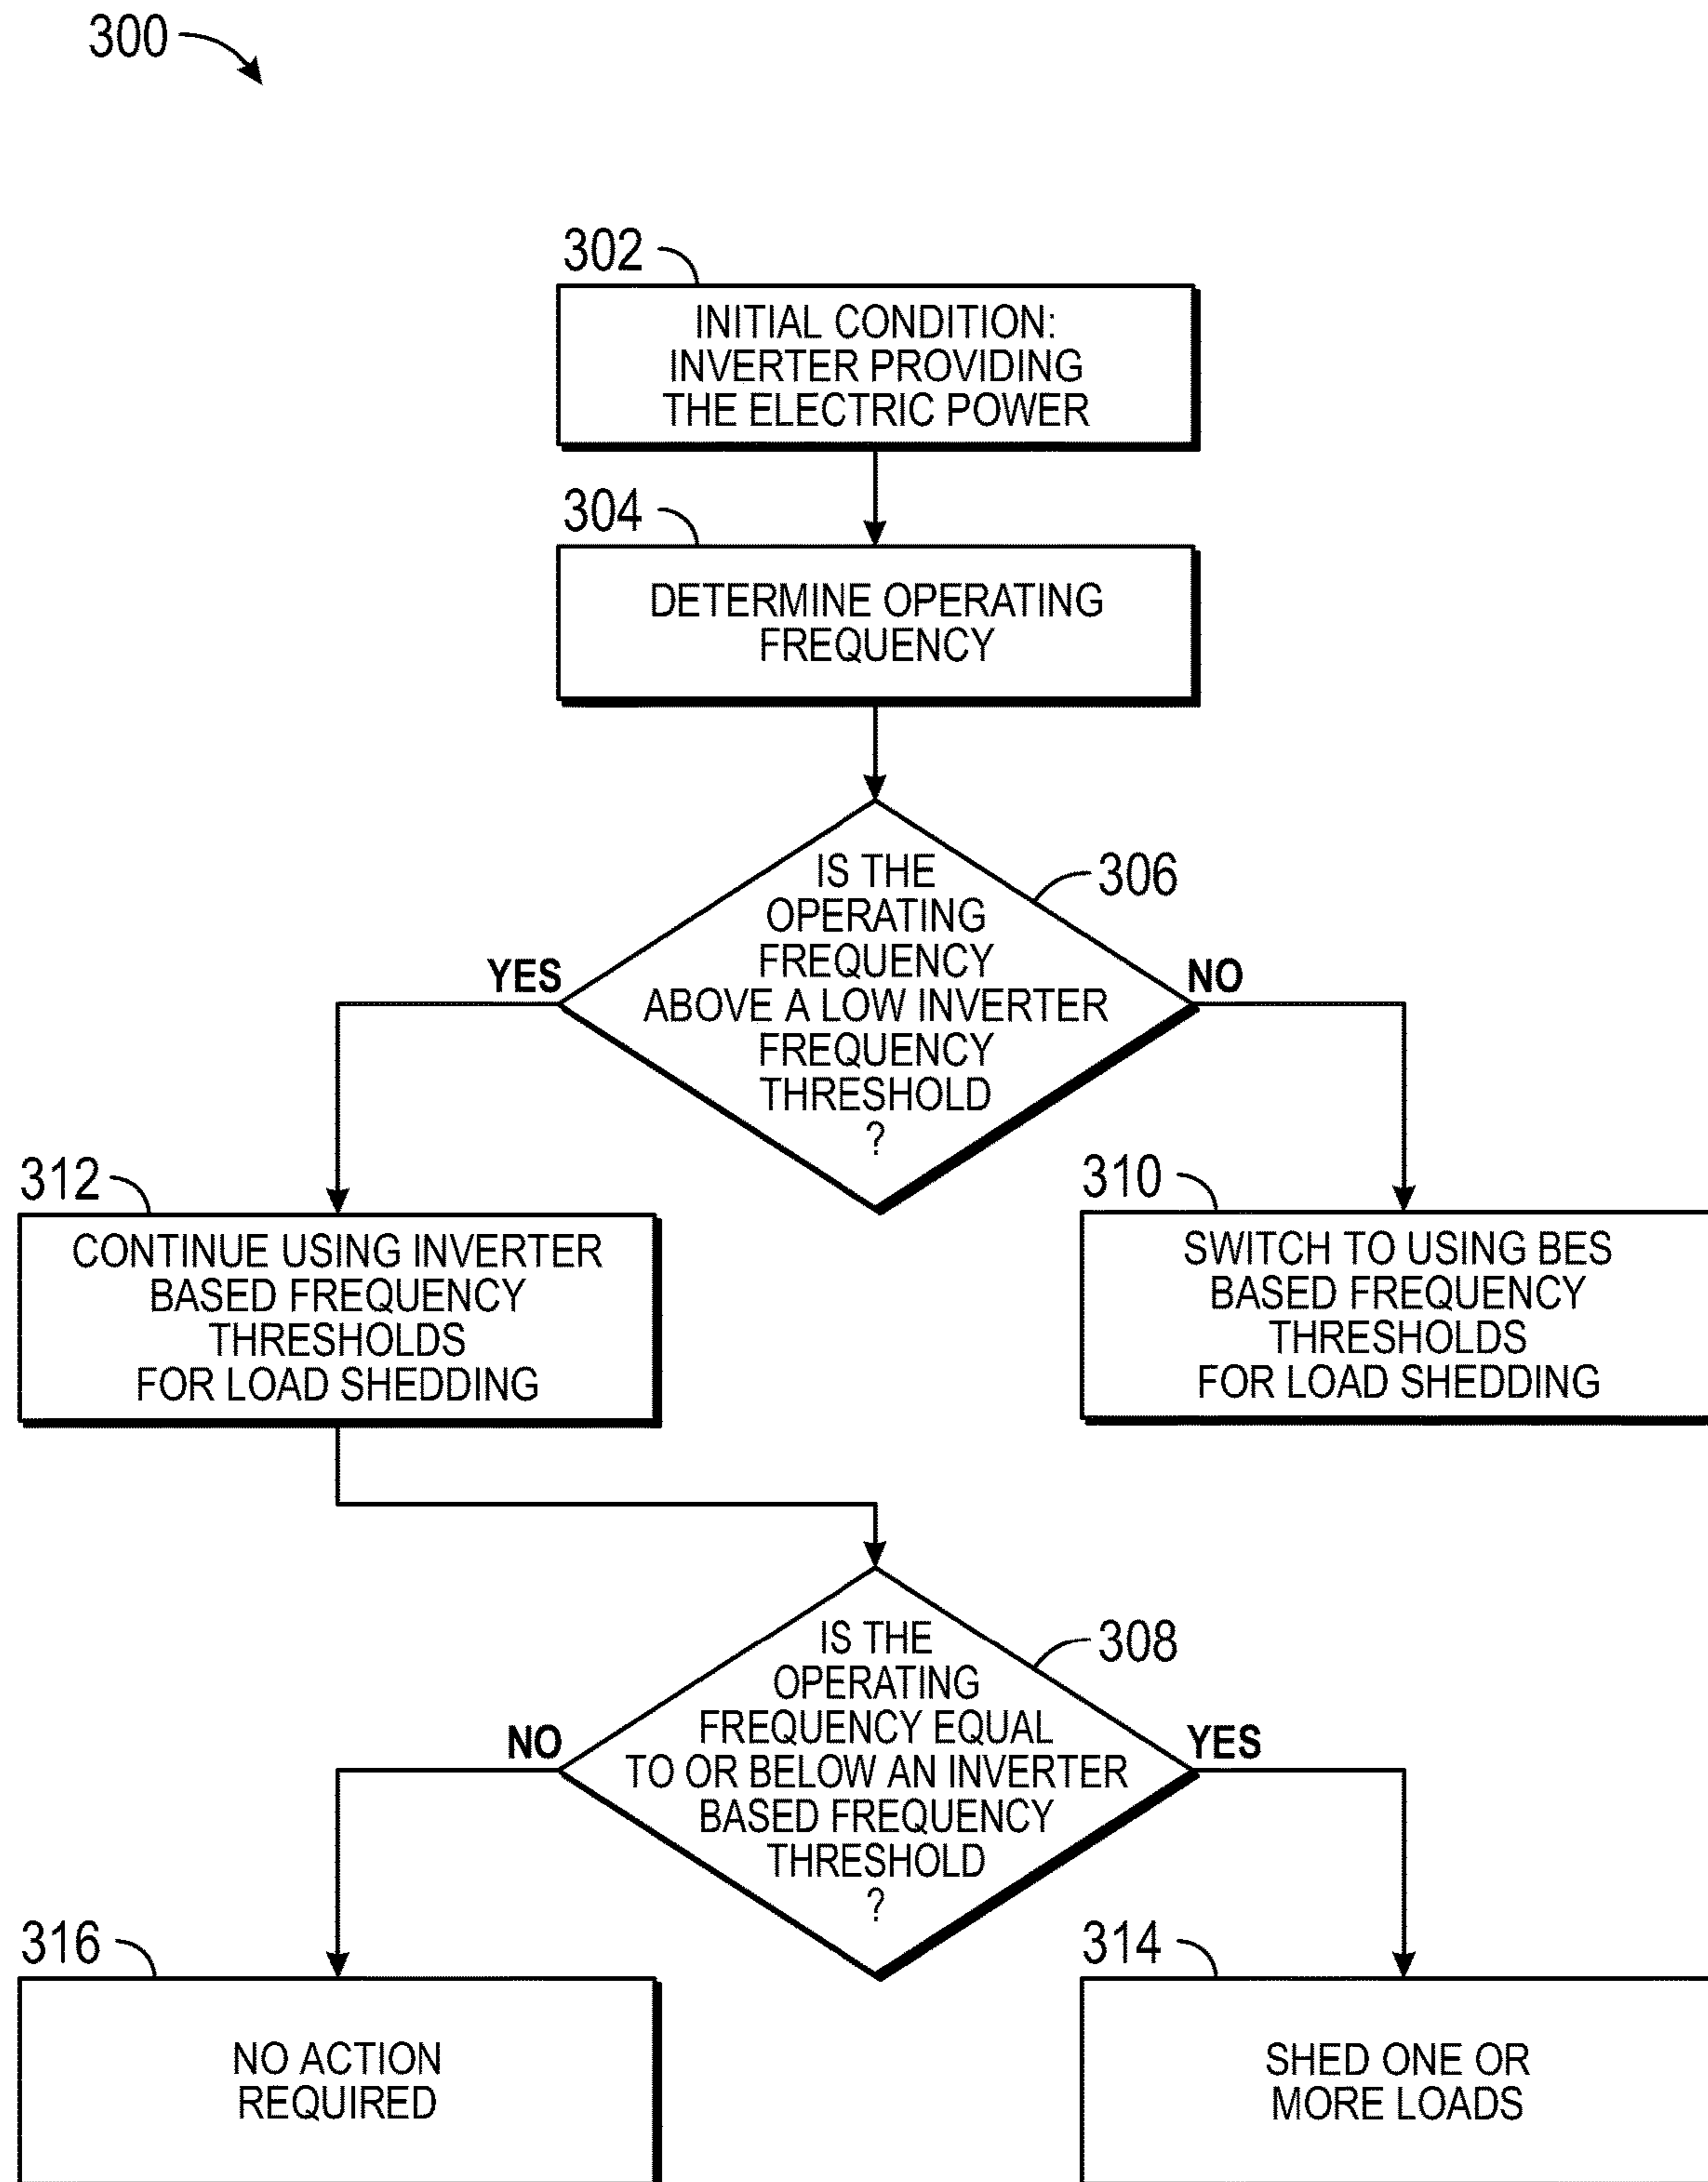 300
302
INITIAL CONDITION:
INVERTER PROVIDING
THE ELECTRIC POWER
304
DETERMINE OPERATING
FREQUENCY
306
IS THE
OPERATING
FREQUENCY
ABOVE A LOW INVERTER
FREQUENCY
THRESHOLD
?
YES
NO
312
CONTINUE USING INVERTER
BASED FREQUENCY
THRESHOLDS
FOR LOAD SHEDDING
310
SWITCH TO USING BES
BASED FREQUENCY
THRESHOLDS
FOR LOAD SHEDDING
308
IS THE
OPERATING
FREQUENCY EQUAL
TO OR BELOW AN INVERTER
BASED FREQUENCY
THRESHOLD
?
NO
YES
316
NO ACTION
REQUIRED
314
SHED ONE OR
MORE LOADS